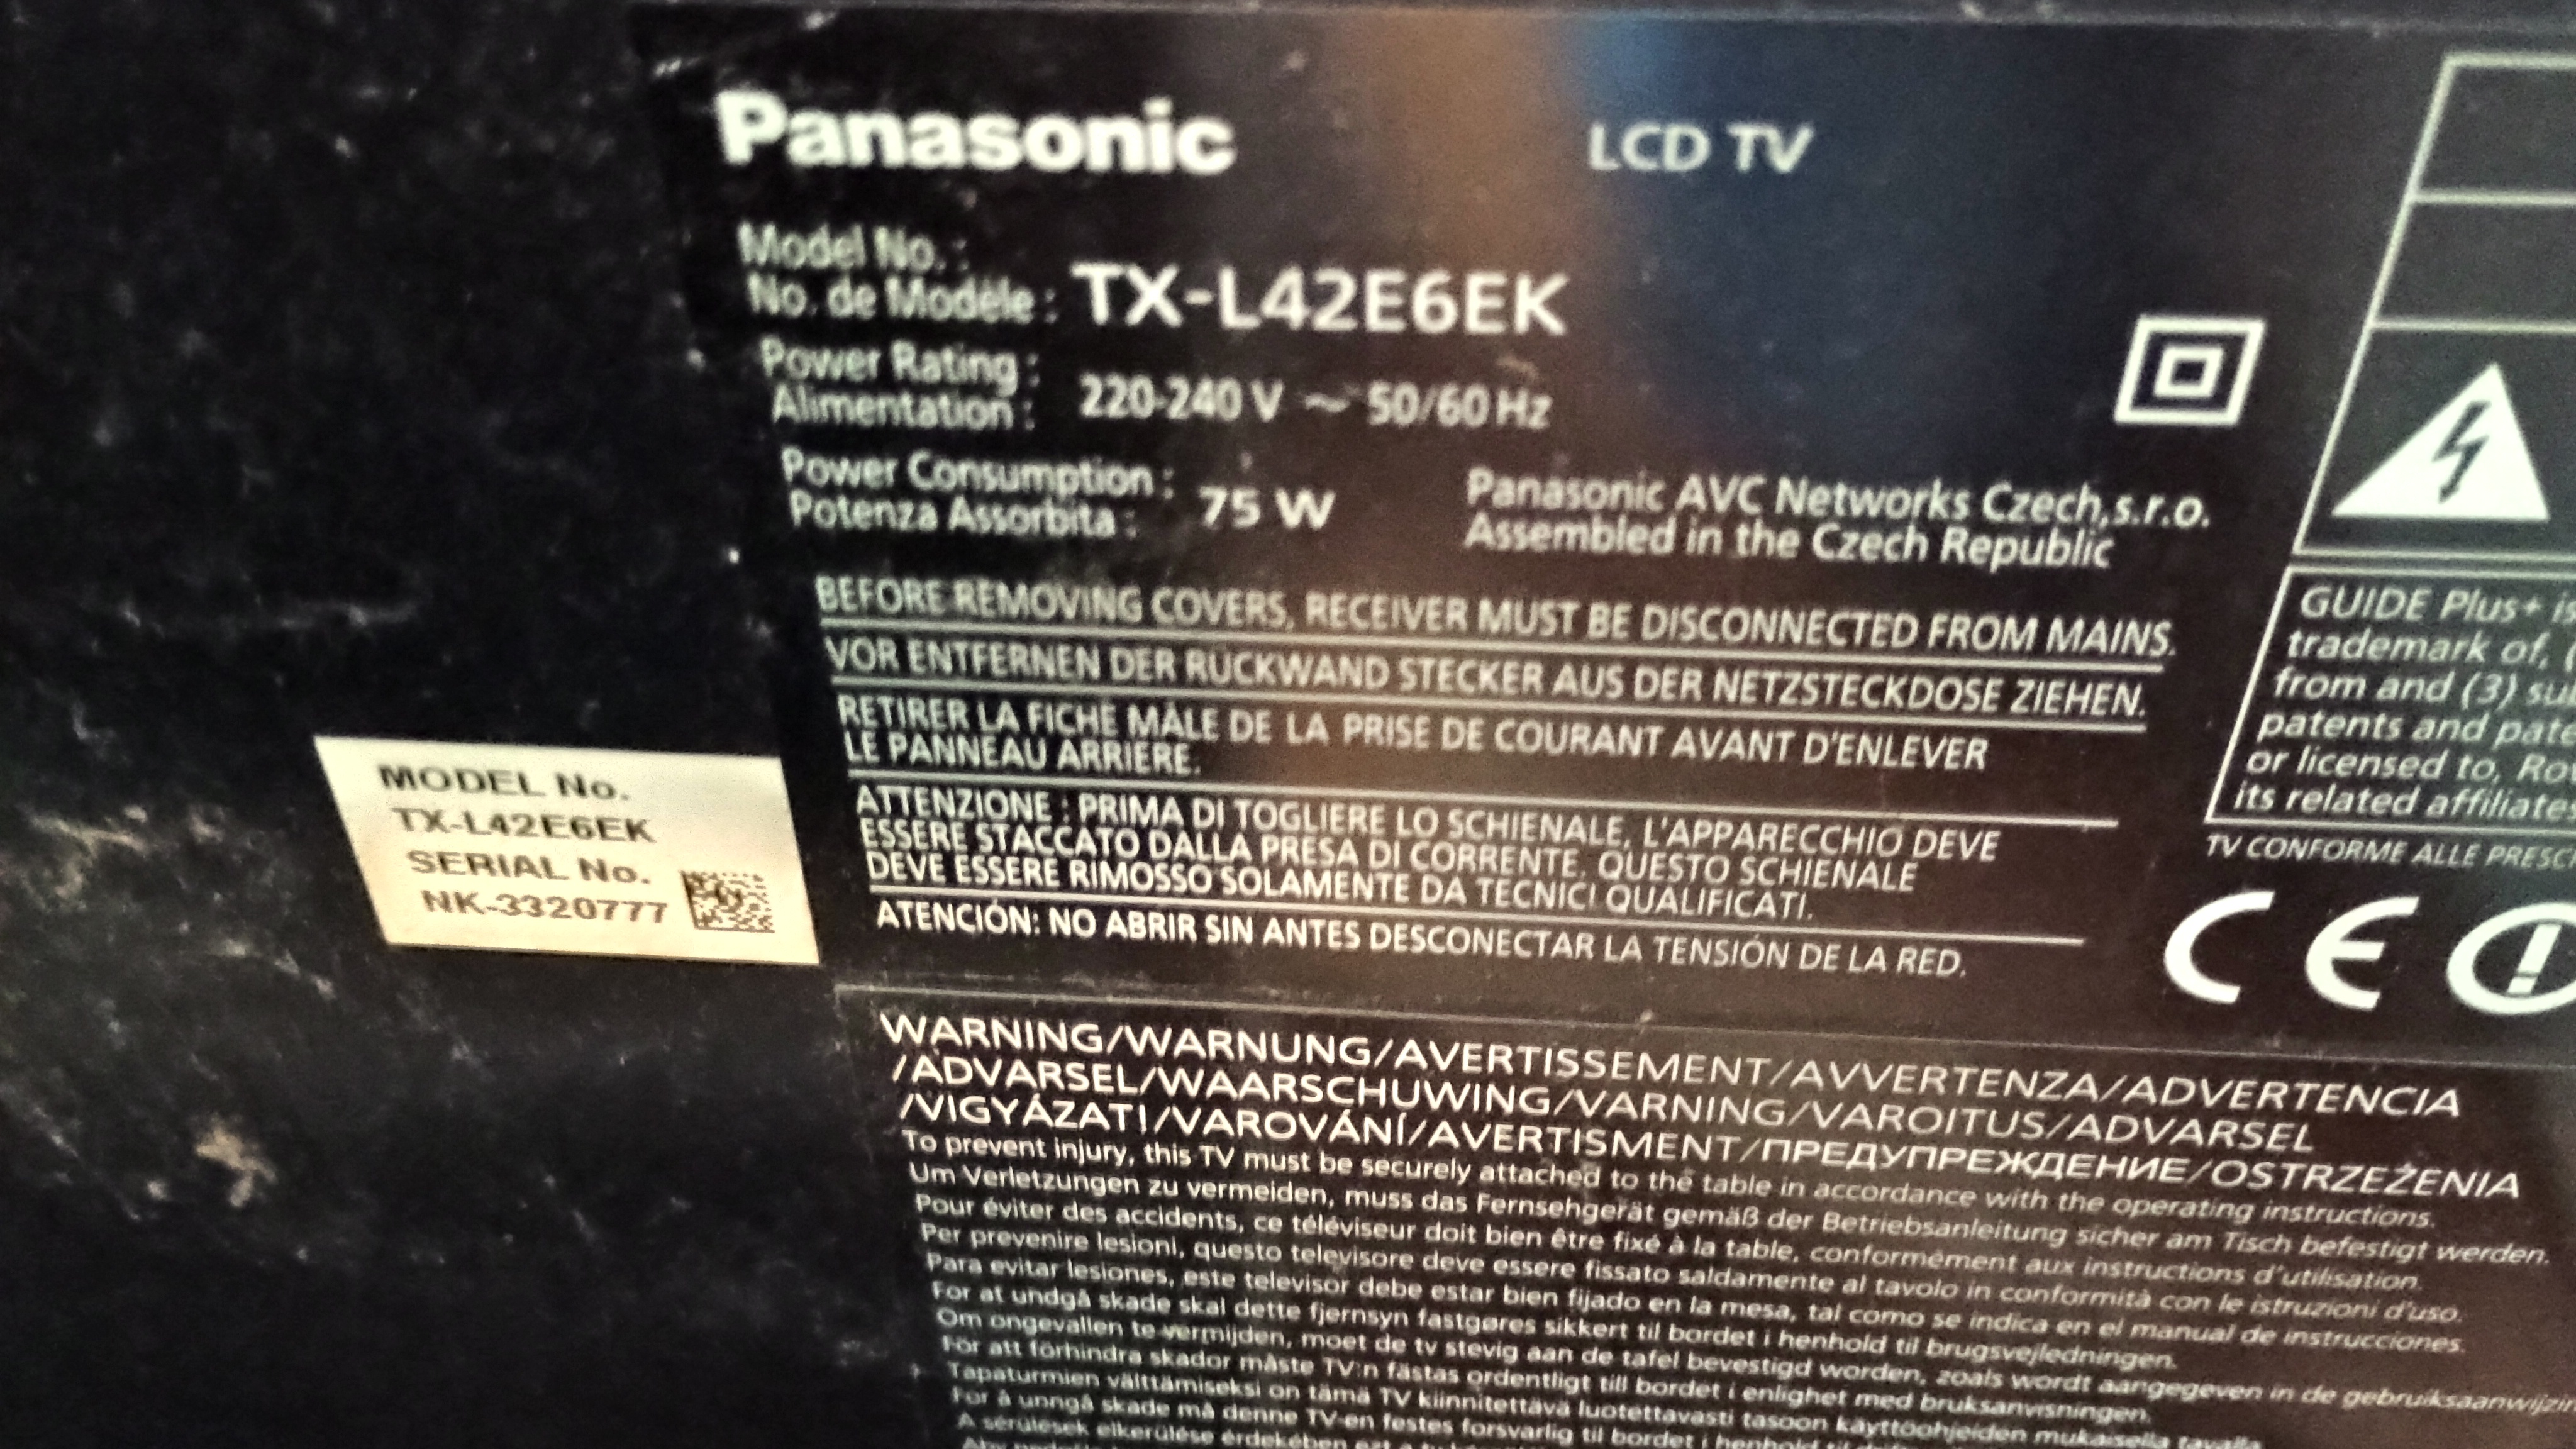 Panasonic
LCD TV
Model No. :
No. de Modèle : TX-L42E6EK
Power Rating :
Alimentation : 220-240 V ~ 50/60 Hz
Power Consumption :
Potenza Assorbita : 75 W
Panasonic AVC Networks Czech,s.r.o.
Assembled in the Czech Republic
BEFORE REMOVING COVERS, RECEIVER MUST BE DISCONNECTED FROM MAINS.
VOR ENTFERNEN DER RÜCKWAND STECKER AUS DER NETZSTECKDOSE ZIEHEN.
RETIRER LA FICHE MÂLE DE LA PRISE DE COURANT AVANT D'ENLEVER
LE PANNEAU ARRIERE.
ATTENZIONE : PRIMA DI TOGLIERE LO SCHIENALE, L'APPARECCHIO DEVE
ESSERE STACCATO DALLA PRESA DI CORRENTE. QUESTO SCHIENALE
DEVE ESSERE RIMOSSO SOLAMENTE DA TECNICI QUALIFICATI.
ATENCIÓN: NO ABRIR SIN ANTES DESCONECTAR LA TENSIÓN DE LA RED.
MODEL No.
TX-L42E6EK
SERIAL No.
NK-3320777
GUIDE Plus+
trademark of,
from and (3)
patents and
or licensed to,
its related
TV CONFORME ALLE
CE
WARNING/WARNUNG/AVERTISSEMENT/AVVERTENZA/ADVERTENCIA
/ADVARSEL/WAARSCHUWING/VARNING/VAROITUS/ADVARSEL
/VIGYÁZAT!/VAROVÁNÍ/AVERTISMENT/ПРЕДУПРЕЖДЕНИЕ/OSTRZEŻENIA
To prevent injury, this TV must be securely attached to the table in accordance with the operating instructions.
Um Verletzungen zu vermeiden, muss das Fernsehgerät gemäß der Betriebsanleitung sicher am Tisch befestigt werden.
Pour éviter des accidents, ce téléviseur doit bien être fixé à la table, conformément aux instructions d'utilisation.
Per prevenire lesioni, questo televisore deve essere fissato saldamente al tavolo in conformità con le istruzioni d'uso.
Para evitar lesiones, este televisor debe estar bien fijado en la mesa, tal como se indica en el manual de instrucciones.
For at undgå skade skal dette fjernsyn fastgøres sikkert til bordet i henhold til brugsvejledningen.
Om ongevallen te vermijden, moet de tv stevig aan de tafel bevestigd worden, zoals wordt aangegeven in de
För att förhindra skador måste TV:n fästas ordentligt till bordet i enlighet med bruksanvisningen.
Tapaturmien välttämiseksi on tämä TV kiinnitettävä luotettavasti tasoon käyttöohjeiden mukaisella tavalla
For å unngå skade må denne TV-en festes forsvarlig til bordet i henhold til
A sérülések elkerülése érdekében ezt a